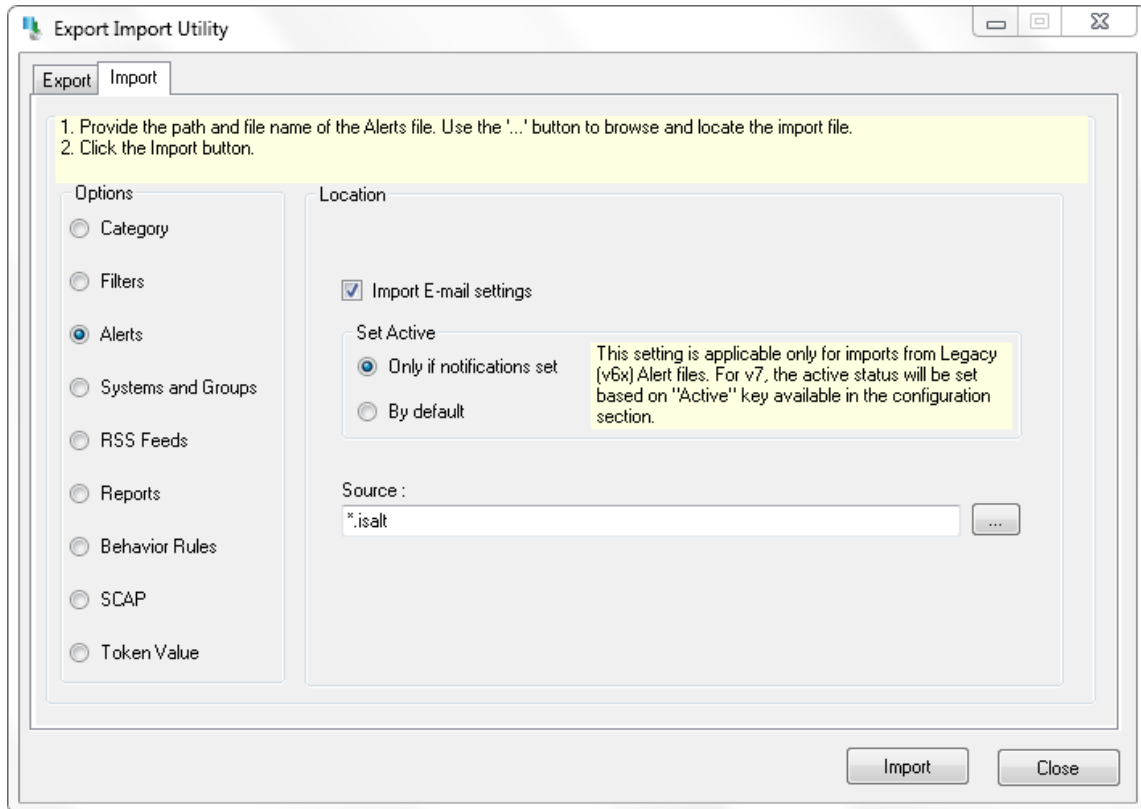 Export Import Utility
Export
Import
1. Provide the path and file name of the Alerts file. Use the '...' button to browse and locate the import file.
2. Click the Import button.
Options
Category
Filters
Alerts
Systems and Groups
RSS Feeds
Reports
Behavior Rules
SCAP
Token Value
Location
Import E-mail settings
Set Active
Only if notifications set
By default
This setting is applicable only for imports from Legacy
(v6x) Alert files. For v7, the active status will be set
based on "Active" key available in the configuration
section.
Source :
*.isalt
...
Import
Close